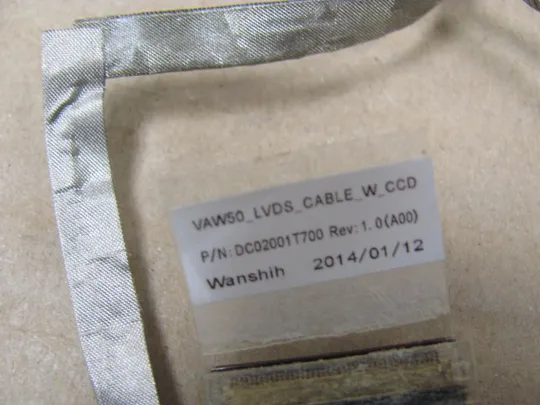 VAW50_LVDS_CABLE_W_CCD
P/N:DC02001T700 Rev:1.0(A00)
Wanshih 2014/01/12